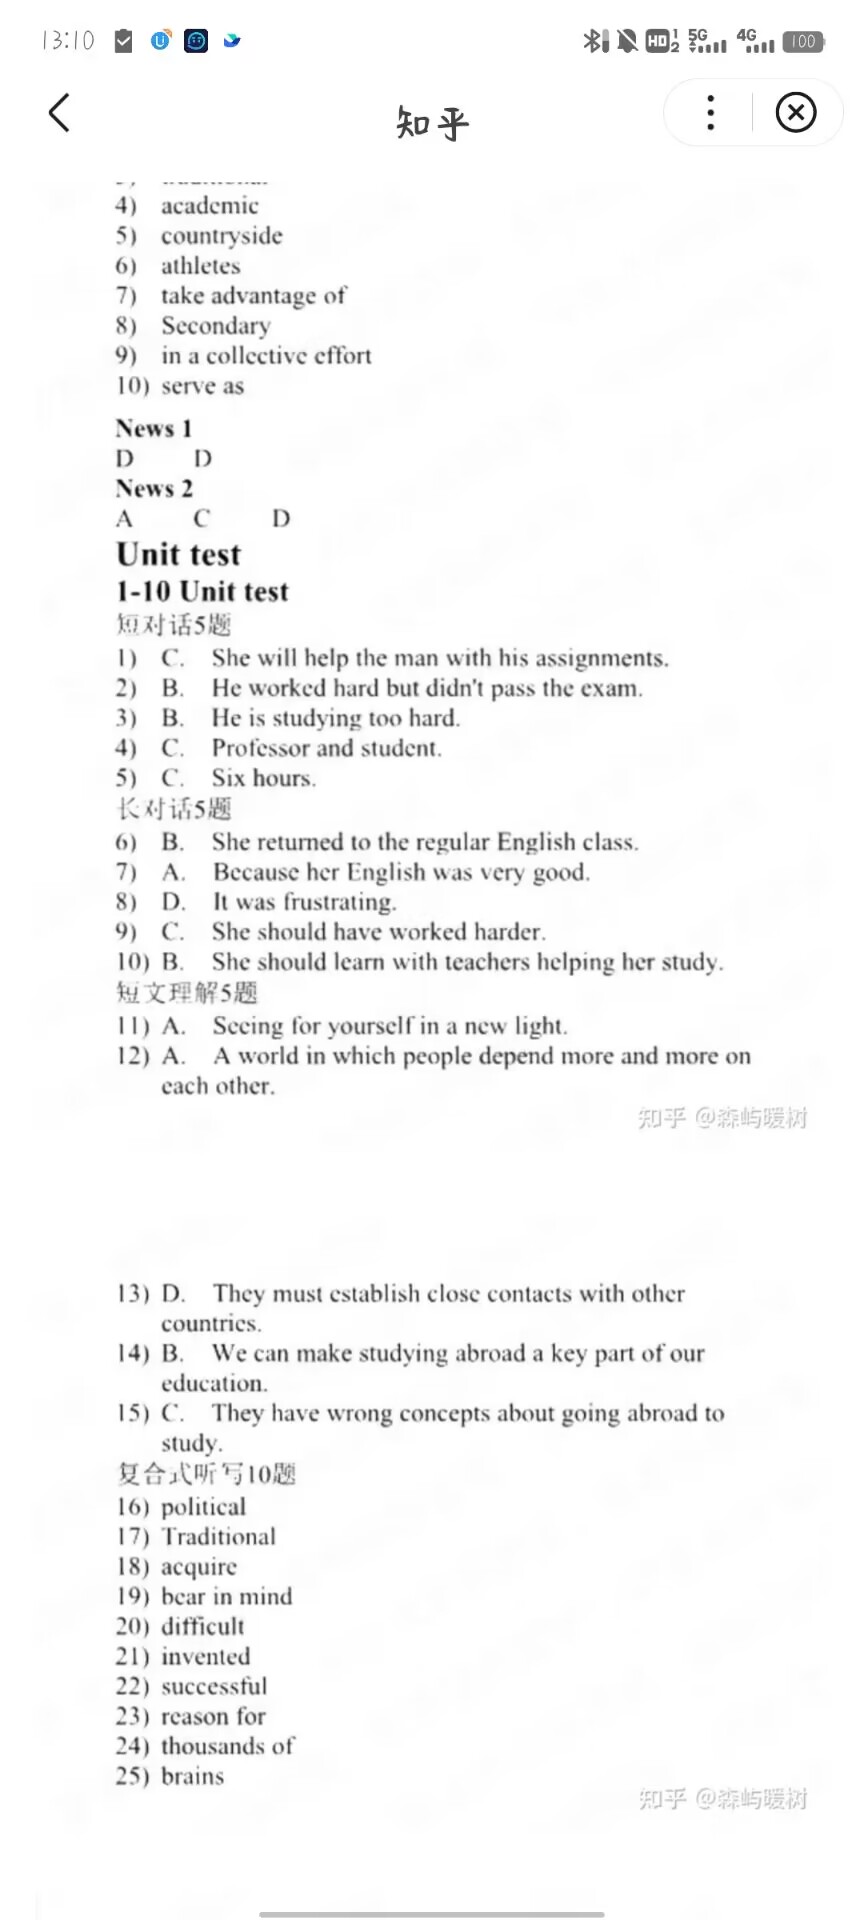 13:10
HD 1 2 5G 4G 100
知乎
4) academic
5) countryside
6) athletes
7) take advantage of
8) Secondary
9) in a collective effort
10) serve as
News 1
D D
News 2
A C D
Unit test
1-10 Unit test
短对话5题
1) C. She will help the man with his assignments.
2) B. He worked hard but didn't pass the exam.
3) B. He is studying too hard.
4) C. Professor and student.
5) C. Six hours.
长对话5题
6) B. She returned to the regular English class.
7) A. Because her English was very good.
8) D. It was frustrating.
9) C. She should have worked harder.
10) B. She should learn with teachers helping her study.
短文理解5题
11) A. Seeing for yourself in a new light.
12) A. A world in which people depend more and more on
each other.
知乎 @森屿暖树
13) D. They must establish close contacts with other
countries.
14) B. We can make studying abroad a key part of our
education.
15) C. They have wrong concepts about going abroad to
study.
复合式听写10题
16) political
17) Traditional
18) acquire
19) bear in mind
20) difficult
21) invented
22) successful
23) reason for
24) thousands of
25) brains
知乎 @森屿暖树